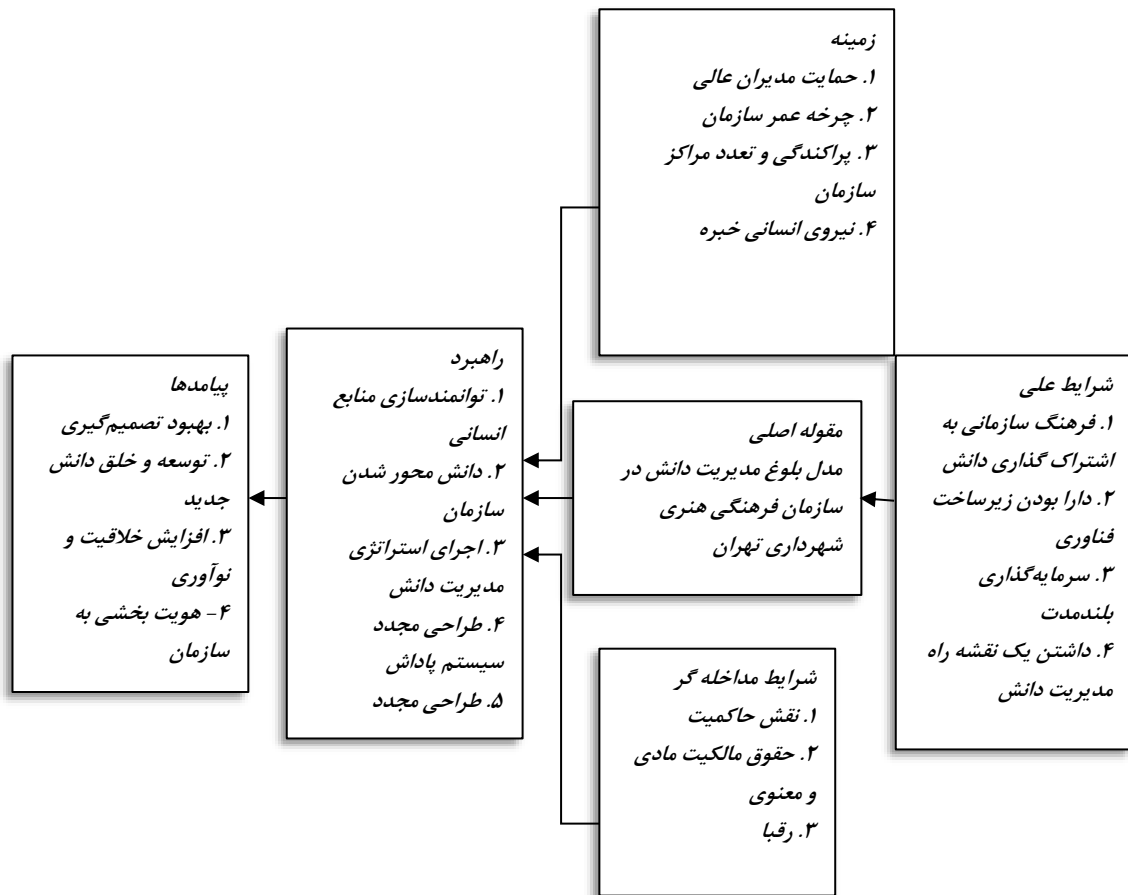 زمینه
۱. حمایت مدیران عالی
۲. چرخه عمر سازمان
۳. پراکندگی و تعدد مراکز
سازمان
۴. نیروی انسانی خبره
شرایط علی
۱. فرهنگ سازمانی به
اشتراک گذاری دانش
۲. دارا بودن زیرساخت
فناوری
۳. سرمایه‌گذاری
بلندمدت
۴. داشتن یک نقشه راه
مدیریت دانش
مقوله اصلی
مدل بلوغ مدیریت دانش در
سازمان فرهنگی هنری
شهرداری تهران
شرایط مداخله گر
۱. نقش حاکمیت
۲. حقوق مالکیت مادی
و معنوی
۳. رقبا
راهبرد
۱. توانمندسازی منابع
انسانی
۲. دانش محور شدن
سازمان
۳. اجرای استراتژی
مدیریت دانش
۴. طراحی مجدد
سیستم پاداش
۵. طراحی مجدد
پیامدها
۱. بهبود تصمیم‌گیری
۲. توسعه و خلق دانش
جدید
۳. افزایش خلاقیت و
نوآوری
۴- هویت بخشی به
سازمان